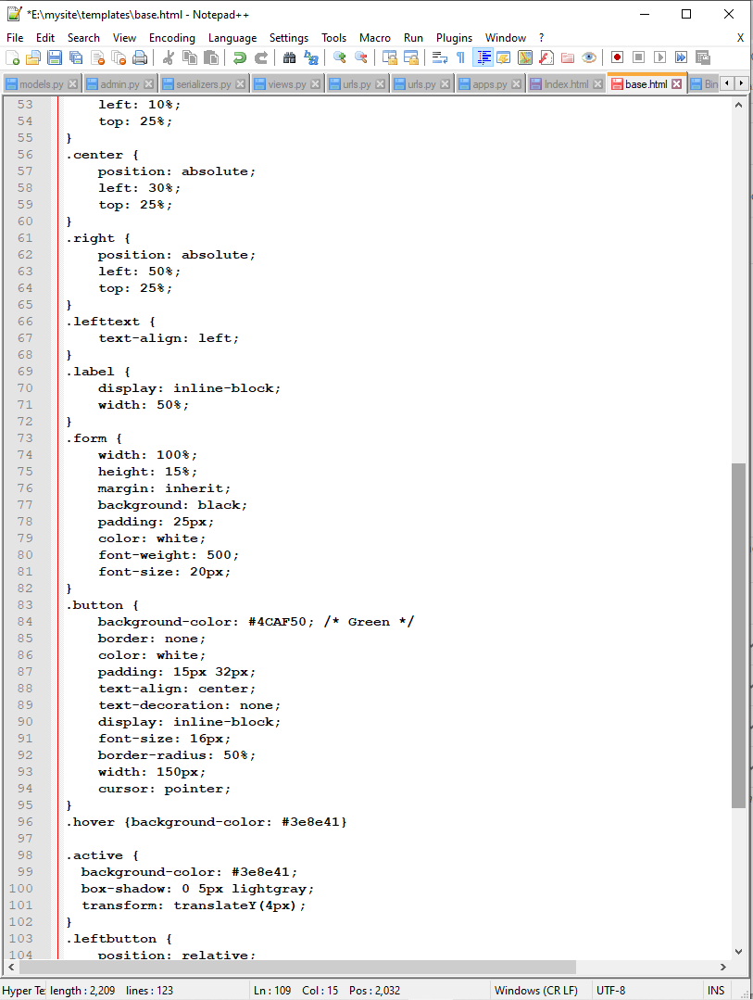 *E:\mysite\templates\base.html - Notepad++
File Edit Search View Encoding Language Settings Tools Macro Run Plugins Window ? X
models.py admin.py serializers.py views.py urls.py urls.py apps.py Index.html base.html Bin
53 left: 10%;
54 top: 25%;
55 }
56 .center {
57 position: absolute;
58 left: 30%;
59 top: 25%;
60 }
61 .right {
62 position: absolute;
63 left: 50%;
64 top: 25%;
65 }
66 .lefttext {
67 text-align: left;
68 }
69 .label {
70 display: inline-block;
71 width: 50%;
72 }
73 .form {
74 width: 100%;
75 height: 15%;
76 margin: inherit;
77 background: black;
78 padding: 25px;
79 color: white;
80 font-weight: 500;
81 font-size: 20px;
82 }
83 .button {
84 background-color: #4CAF50; /* Green */
85 border: none;
86 color: white;
87 padding: 15px 32px;
88 text-align: center;
89 text-decoration: none;
90 display: inline-block;
91 font-size: 16px;
92 border-radius: 50%;
93 width: 150px;
94 cursor: pointer;
95 }
96 .hover {background-color: #3e8e41}
97
98 .active {
99 background-color: #3e8e41;
100 box-shadow: 0 5px lightgray;
101 transform: translateY(4px);
102 }
103 .leftbutton {
104 position: relative;
Hyper Te length : 2,209 lines : 123 Ln : 109 Col : 15 Pos : 2,032 Windows (CR LF) UTF-8 INS